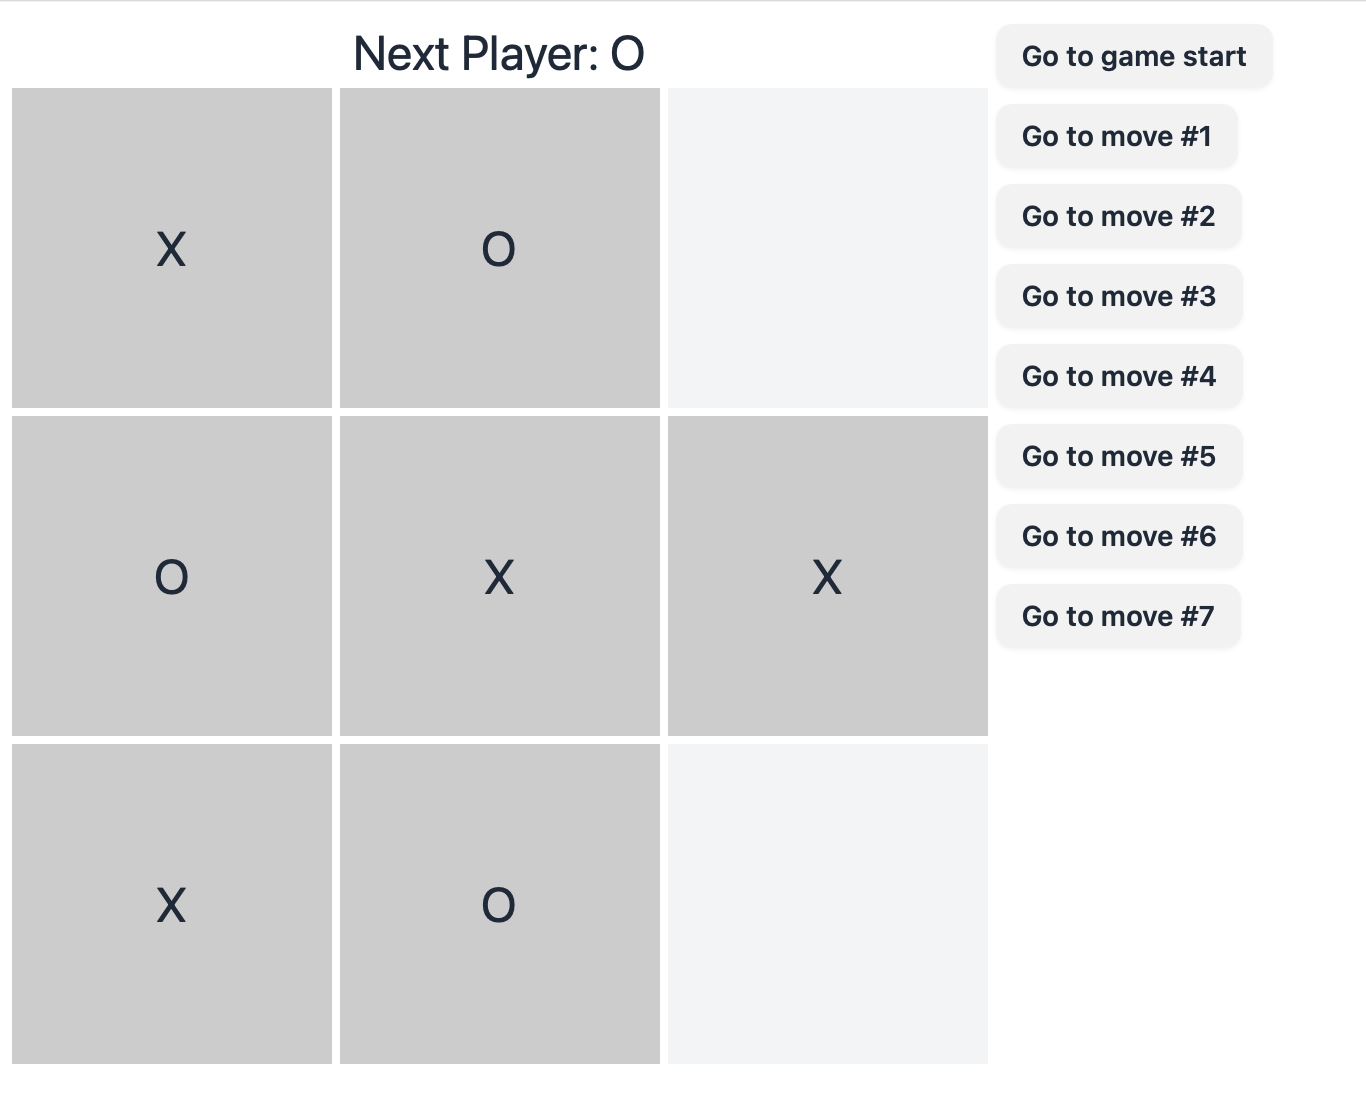 Next Player: O
X O
O X X
X O
Go to game start
Go to move #1
Go to move #2
Go to move #3
Go to move #4
Go to move #5
Go to move #6
Go to move #7